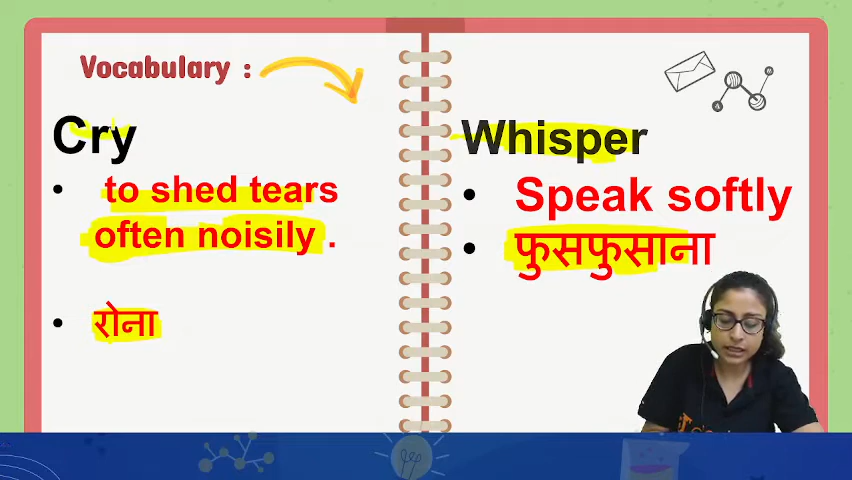 Vocabulary :
Cry
• to shed tears
often noisily .
• रोना
Whisper
• Speak softly
• फुसफुसाना